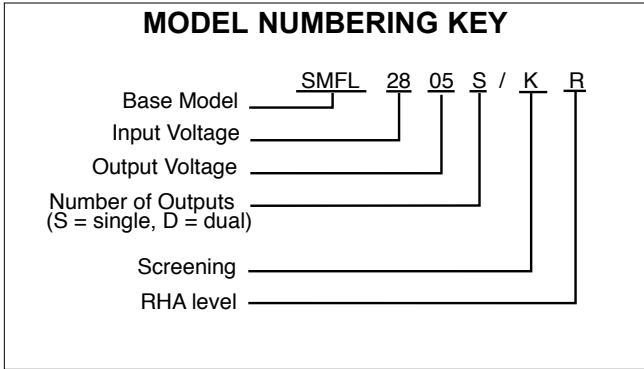 MODEL NUMBERING KEY
SMFL 28 05 S / K R
Base Model
Input Voltage
Output Voltage
Number of Outputs
(S = single, D = dual)
Screening
RHA level